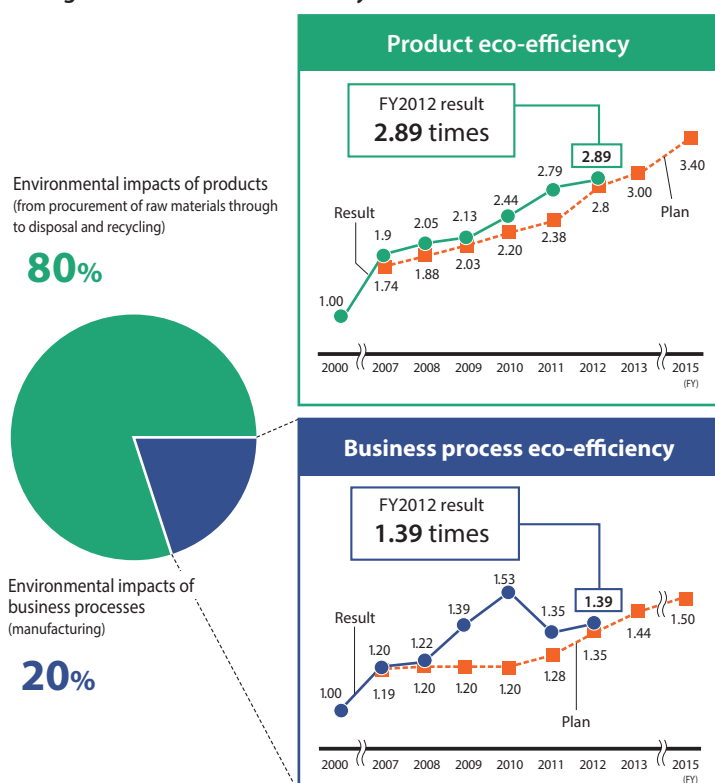 Product eco-efficiency
FY2012 result
2.89 times
Environmental impacts of products
(from procurement of raw materials through
to disposal and recycling)
80%
Result
Plan
1.00
1.9
2.05
2.13
2.44
2.79
2.89
1.74
1.88
2.03
2.20
2.38
2.8
3.00
3.40
2000 2007 2008 2009 2010 2011 2012 2013 2015
(FY)
Business process eco-efficiency
FY2012 result
1.39 times
Environmental impacts of
business processes
(manufacturing)
20%
Result
Plan
1.00
1.20
1.22
1.39
1.53
1.35
1.39
1.19
1.20
1.20
1.20
1.28
1.35
1.44
1.50
2000 2007 2008 2009 2010 2011 2012 2013 2015
(FY)